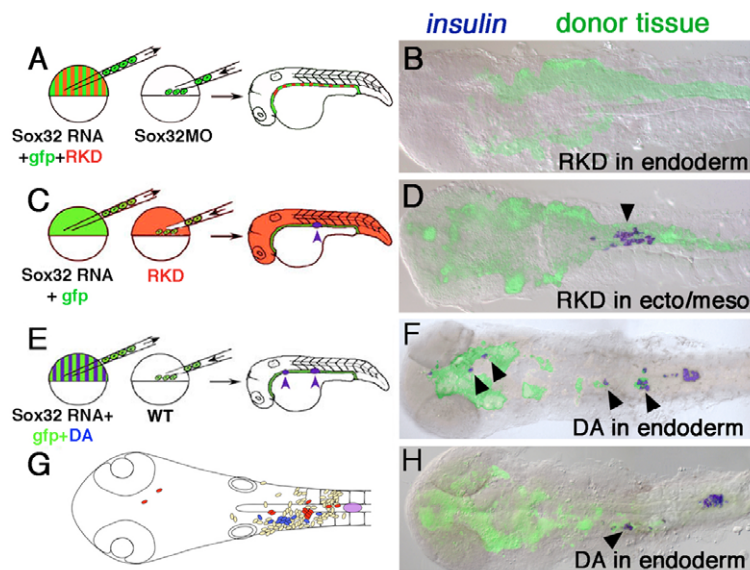 insulin donor tissue
A
Sox32 RNA
+gfp+RKD
Sox32MO
B
RKD in endoderm
C
Sox32 RNA
+ gfp
RKD
D
RKD in ecto/meso
E
Sox32 RNA+
gfp+DA
WT
F
DA in endoderm
G
H
DA in endoderm